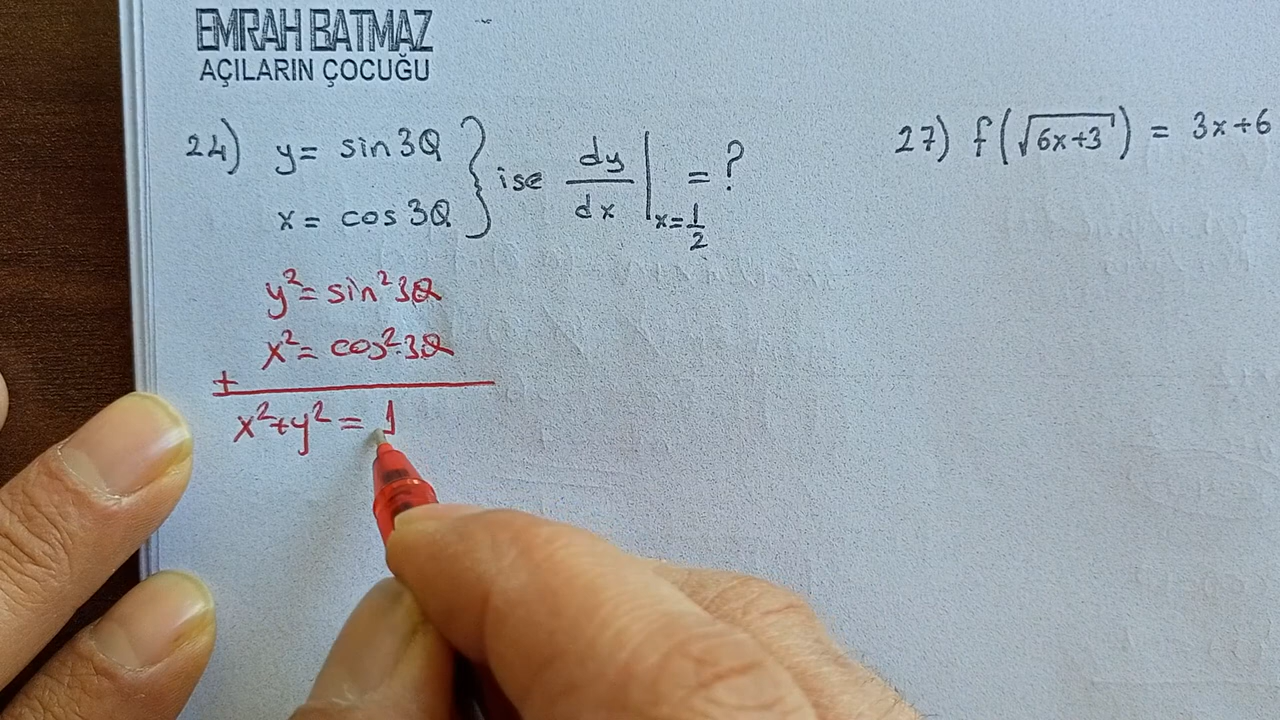 EMRAH BATMAZ
AÇILARIN ÇOCUĞU
24) y = sin3Q
x = cos3Q } ise dy/dx | x=1/2 = ?
y² = sin²3Q
x² = cos²3Q
+
x²+y² = 1
27) f(√6x+3) = 3x+6